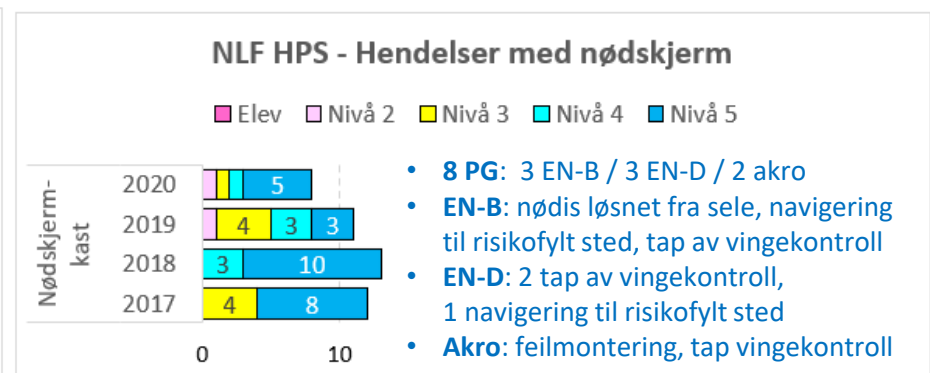 NLF HPS - Hendelser med nødskjerm
Elev Nivå 2 Nivå 3 Nivå 4 Nivå 5
Nødskjerm-
kast
2020 5
2019 4 3 3
2018 3 10
2017 4 8
0 10
• 8 PG: 3 EN-B / 3 EN-D / 2 akro
• EN-B: nødis løsnet fra sele, navigering
til risikofylt sted, tap av vingekontroll
• EN-D: 2 tap av vingekontroll,
1 navigering til risikofylt sted
• Akro: feilmontering, tap vingekontroll